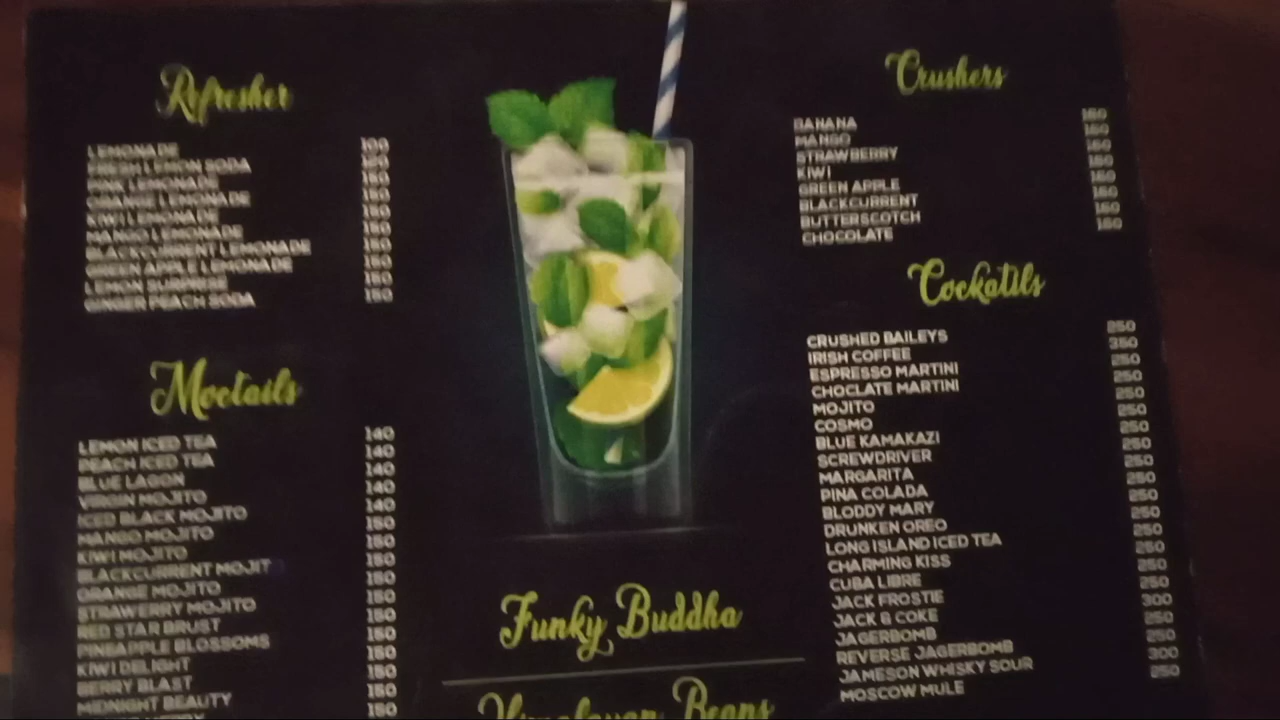 Refresher
LEMONADE 100
FRESH LEMON SODA 120
PINK LEMONADE 150
ORANGE LEMONADE 150
KIWI LEMONADE 150
MANGO LEMONADE 150
BLACKCURRENT LEMONADE 150
GREEN APPLE LEMONADE 150
LEMON SURPRISE 150
GINGER PEACH SODA 150
Moctails
LEMON ICED TEA 140
PEACH ICED TEA 140
BLUE LAGON 140
VIRGIN MOJITO 140
ICED BLACK MOJITO 140
MANGO MOJITO 150
KIWI MOJITO 150
BLACKCURRENT MOJIT 150
ORANGE MOJITO 150
STRAWERRY MOJITO 150
RED STAR BRUST 150
PINEAPPLE BLOSSOMS 150
KIWI DELIGHT 150
BERRY BLAST 150
MIDNIGHT BEAUTY 150
Funky Buddha
Himalayan Beans
Crushers
BANANA 160
MANGO 160
STRAWBERRY 160
KIWI 160
GREEN APPLE 160
BLACKCURRENT 160
BUTTERSCOTCH 160
CHOCOLATE 160
Cockatils
CRUSHED BAILEYS 250
IRISH COFFEE 350
ESPRESSO MARTINI 250
CHOCLATE MARTINI 250
MOJITO 250
COSMO 250
BLUE KAMAKAZI 250
SCREWDRIVER 250
MARGARITA 250
PINA COLADA 250
BLODDY MARY 250
DRUNKEN OREO 250
LONG ISLAND ICED TEA 250
CHARMING KISS 250
CUBA LIBRE 250
JACK FROSTIE 250
JACK & COKE 300
JAGERBOMB 250
REVERSE JAGERBOMB 250
JAMESON WHISKY SOUR 300
MOSCOW MULE 250